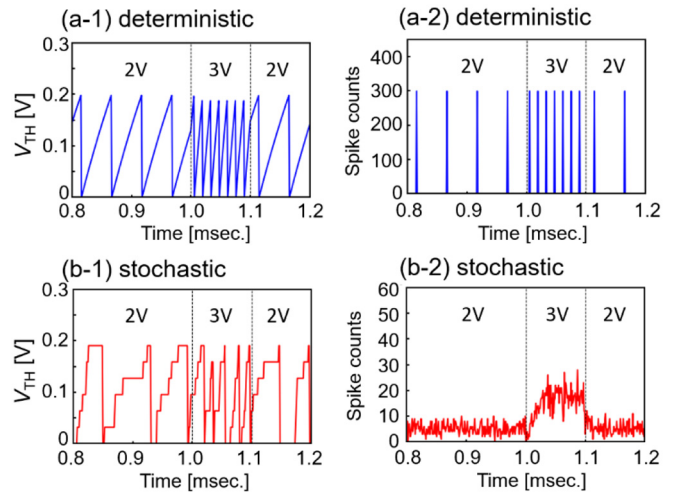 (a-1) deterministic
0.3
0.2
0.1
0
V_TH [V]
2V 3V 2V
0.8 0.9 1.0 1.1 1.2
Time [msec.]
(a-2) deterministic
400
300
200
100
0
Spike counts
2V 3V 2V
0.8 0.9 1.0 1.1 1.2
Time [msec.]
(b-1) stochastic
0.3
0.2
0.1
0
V_TH [V]
2V 3V 2V
0.8 0.9 1.0 1.1 1.2
Time [msec.]
(b-2) stochastic
60
50
40
30
20
10
0
Spike counts
2V 3V 2V
0.8 0.9 1.0 1.1 1.2
Time [msec.]